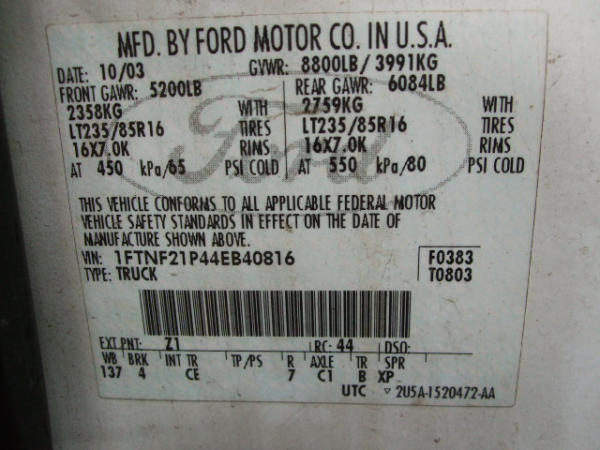 MFD. BY FORD MOTOR CO. IN U.S.A.
DATE: 10/03 GVWR: 8800LB/ 3991KG
FRONT GAWR: 5200LB REAR GAWR: 6084LB
2358KG WITH 2759KG WITH
LT235/85R16 TIRES LT235/85R16 TIRES
16X7.0K RIMS 16X7.0K RIMS
AT 450 kPa/65 PSI COLD AT 550 kPa/80 PSI COLD
Ford
THIS VEHICLE CONFORMS TO ALL APPLICABLE FEDERAL MOTOR
VEHICLE SAFETY STANDARDS IN EFFECT ON THE DATE OF
MANUFACTURE SHOWN ABOVE.
VIN: 1FTNF21P44EB40816 F0383
TYPE: TRUCK T0803
EXT PNT: Z1 RC: 44 DSO:
WB BRK INT TR TP/PS R AXLE TR SPR
137 4 CE 7 C1 B XP
UTC ▽ 2U5A-1520472-AA